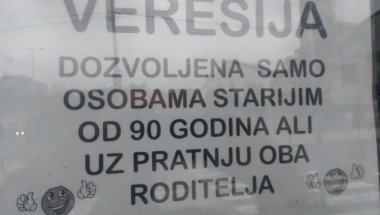 VERESIJA
DOZVOLJENA SAMO
OSOBAMA STARIJIM
OD 90 GODINA ALI
UZ PRATNJU OBA
RODITELJA